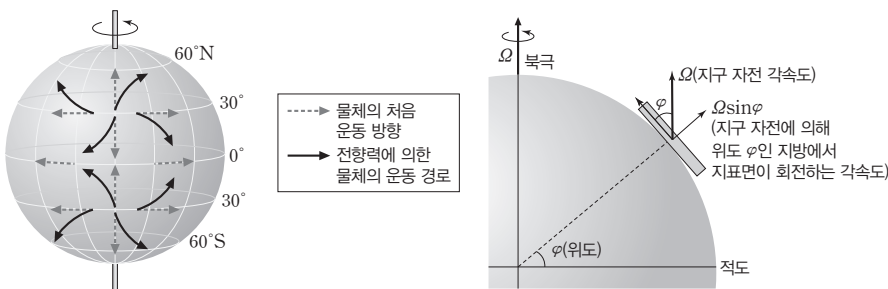 60°N
30°
0°
30°
60°S
물체의 처음
운동 방향
전향력에 의한
물체의 운동 경로
Ω
북극
Ω(지구 자전 각속도)
φ
Ωsinφ
(지구 자전에 의해
위도 φ인 지방에서
지표면이 회전하는 각속도)
φ(위도)
적도